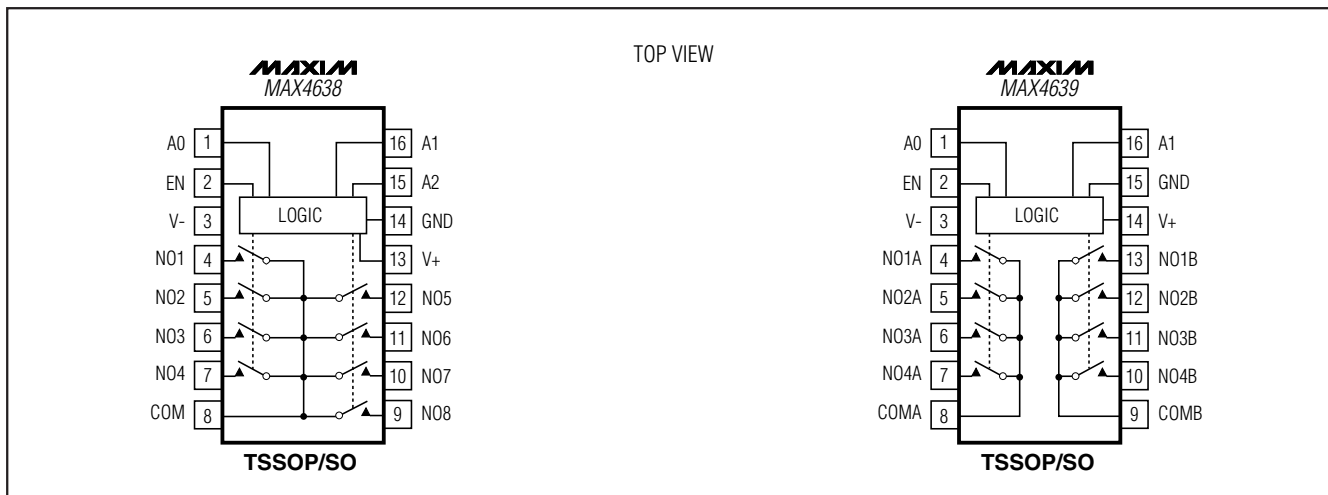 TOP VIEW
MAXIM
MAX4638
A0 1
EN 2
V- 3
NO1 4
NO2 5
NO3 6
NO4 7
COM 8
16 A1
15 A2
14 GND
13 V+
12 NO5
11 NO6
10 NO7
9 NO8
LOGIC
TSSOP/SO
MAXIM
MAX4639
A0 1
EN 2
V- 3
NO1A 4
NO2A 5
NO3A 6
NO4A 7
COMA 8
16 A1
15 GND
14 V+
13 NO1B
12 NO2B
11 NO3B
10 NO4B
9 COMB
LOGIC
TSSOP/SO